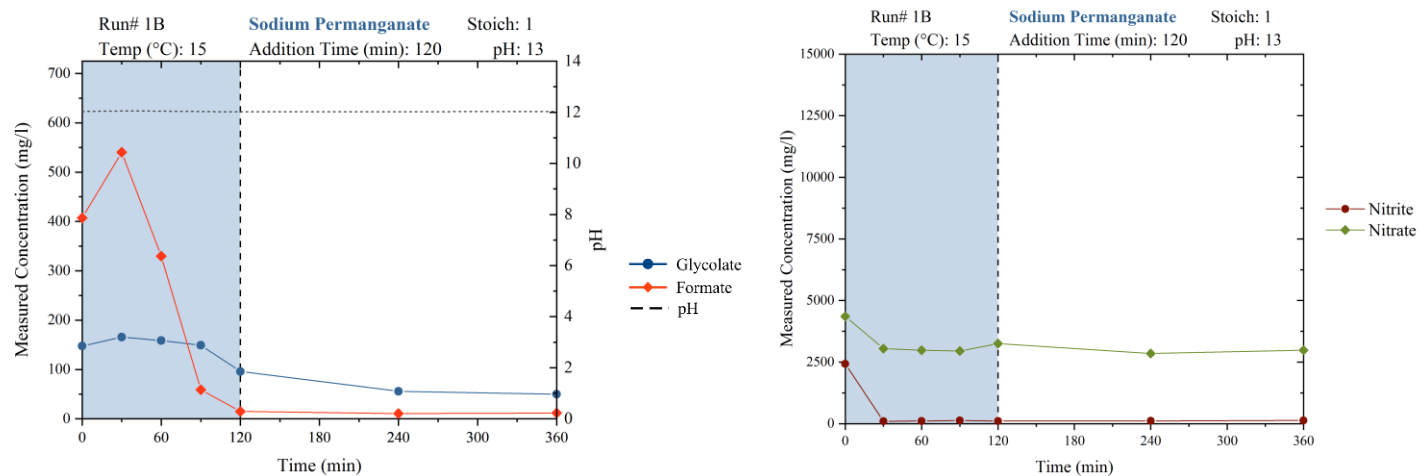 Run# 1B Sodium Permanganate Stoich: 1
Temp (°C): 15 Addition Time (min): 120 pH: 13
Measured Concentration (mg/l)
700
600
500
400
300
200
100
0
0 60 120 180 240 300 360
Time (min)
14
12
10
8
6
4
2
0
pH
Glycolate
Formate
pH
Run# 1B Sodium Permanganate Stoich: 1
Temp (°C): 15 Addition Time (min): 120 pH: 13
Measured Concentration (mg/l)
15000
12500
10000
7500
5000
2500
0
0 60 120 180 240 300 360
Time (min)
Nitrite
Nitrate